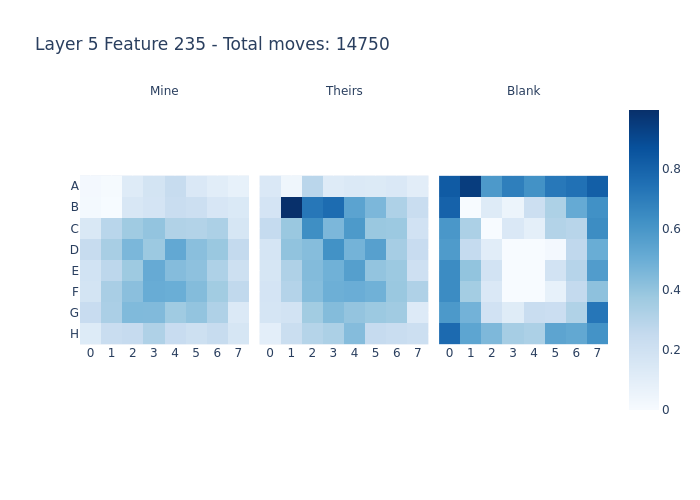 Layer 5 Feature 235 - Total moves: 14750
Mine Theirs Blank
A
B
C
D
E
F
G
H
0 1 2 3 4 5 6 7 0 1 2 3 4 5 6 7 0 1 2 3 4 5 6 7
0.8
0.6
0.4
0.2
0